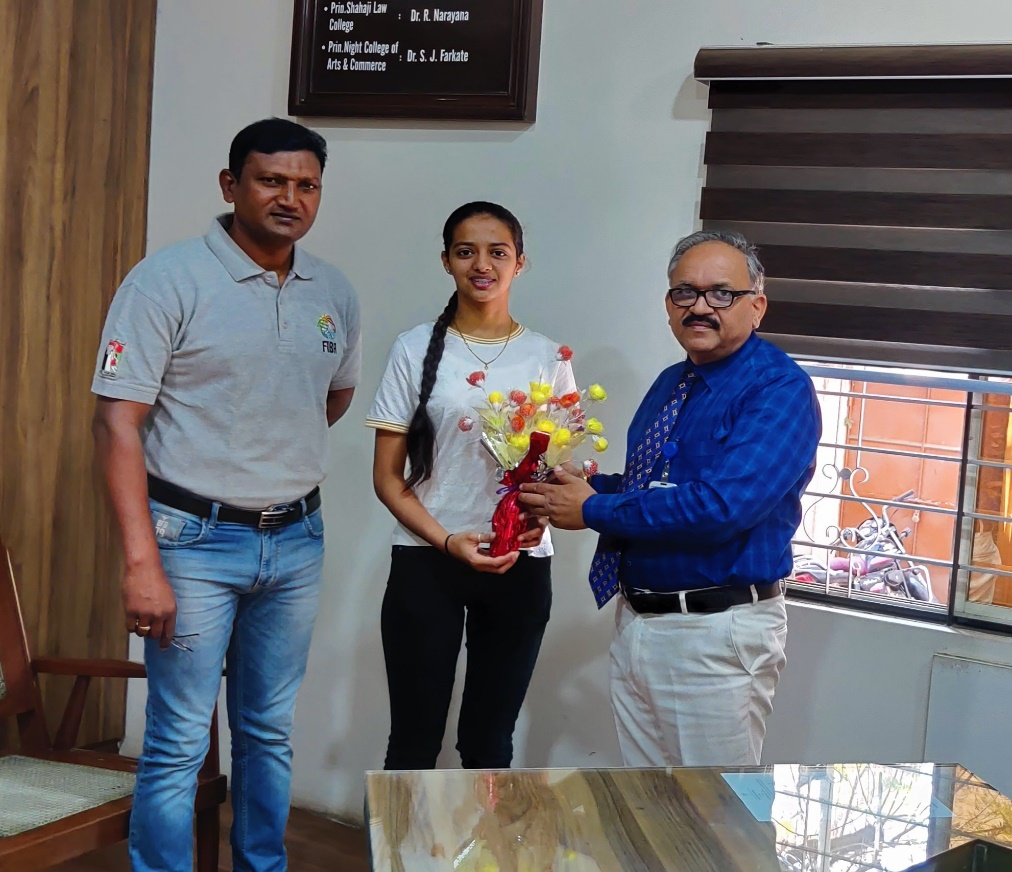 • Prin.Shahaji Law : Dr. R. Narayana
College
• Prin.Night College of : Dr. S. J. Farkate
Arts & Commerce
FIBA